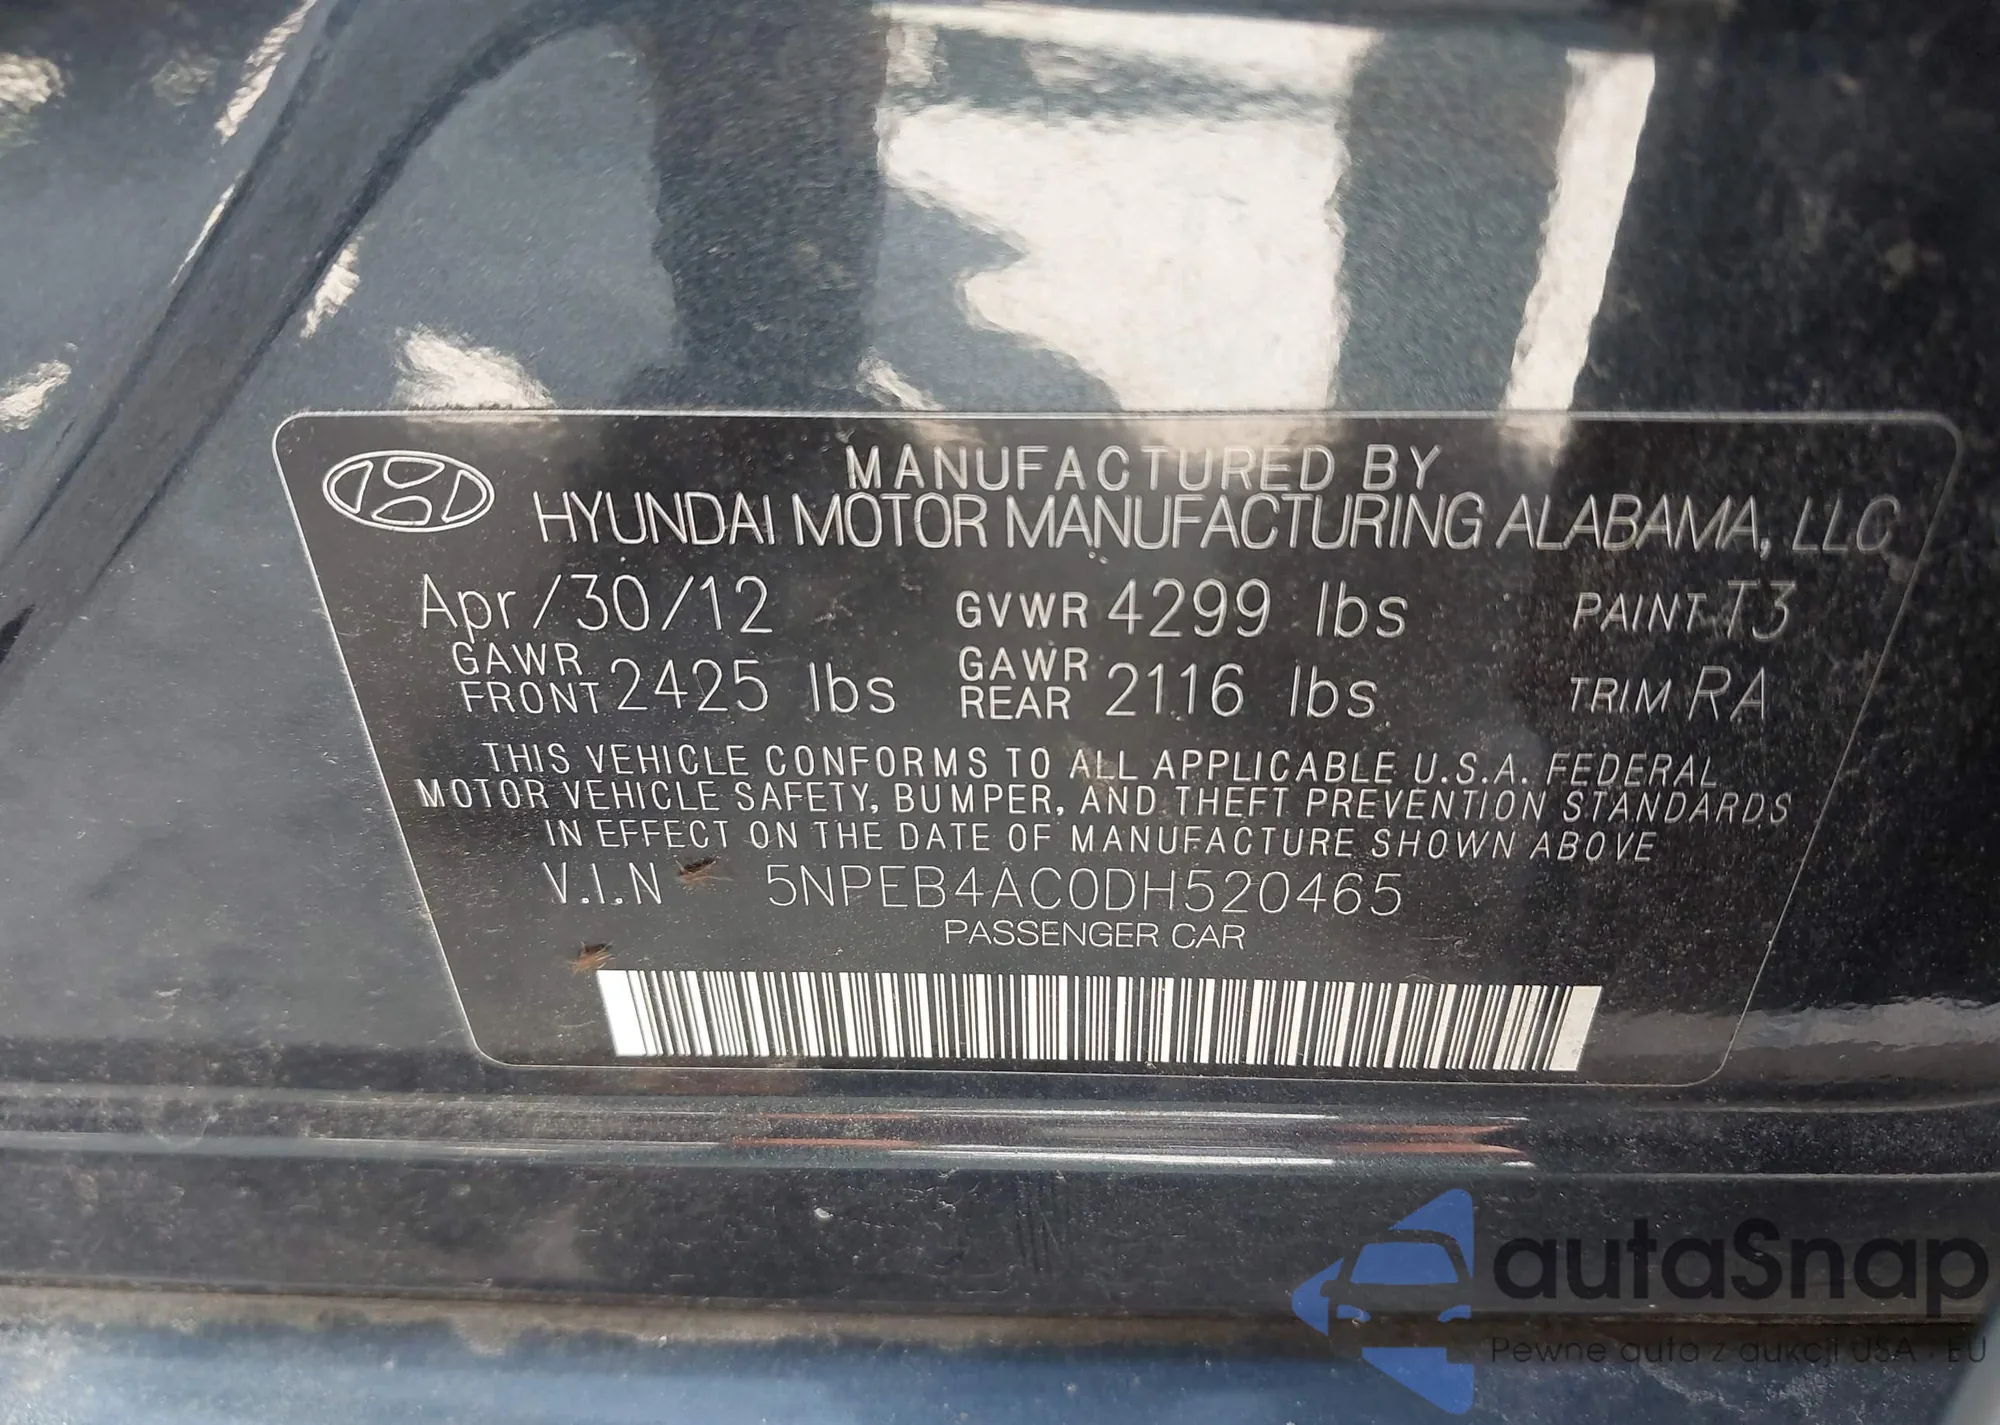 MANUFACTURED BY
HYUNDAI MOTOR MANUFACTURING ALABAMA, LLC
Apr/30/12 GVWR 4299 lbs PAINT T3
GAWR FRONT 2425 lbs GAWR REAR 2116 lbs TRIM RA
THIS VEHICLE CONFORMS TO ALL APPLICABLE U.S.A. FEDERAL
MOTOR VEHICLE SAFETY, BUMPER, AND THEFT PREVENTION STANDARDS
IN EFFECT ON THE DATE OF MANUFACTURE SHOWN ABOVE
V.I.N 5NPEB4AC0DH520465
PASSENGER CAR
autaSnap
Pewne auta z aukcji USA i EU